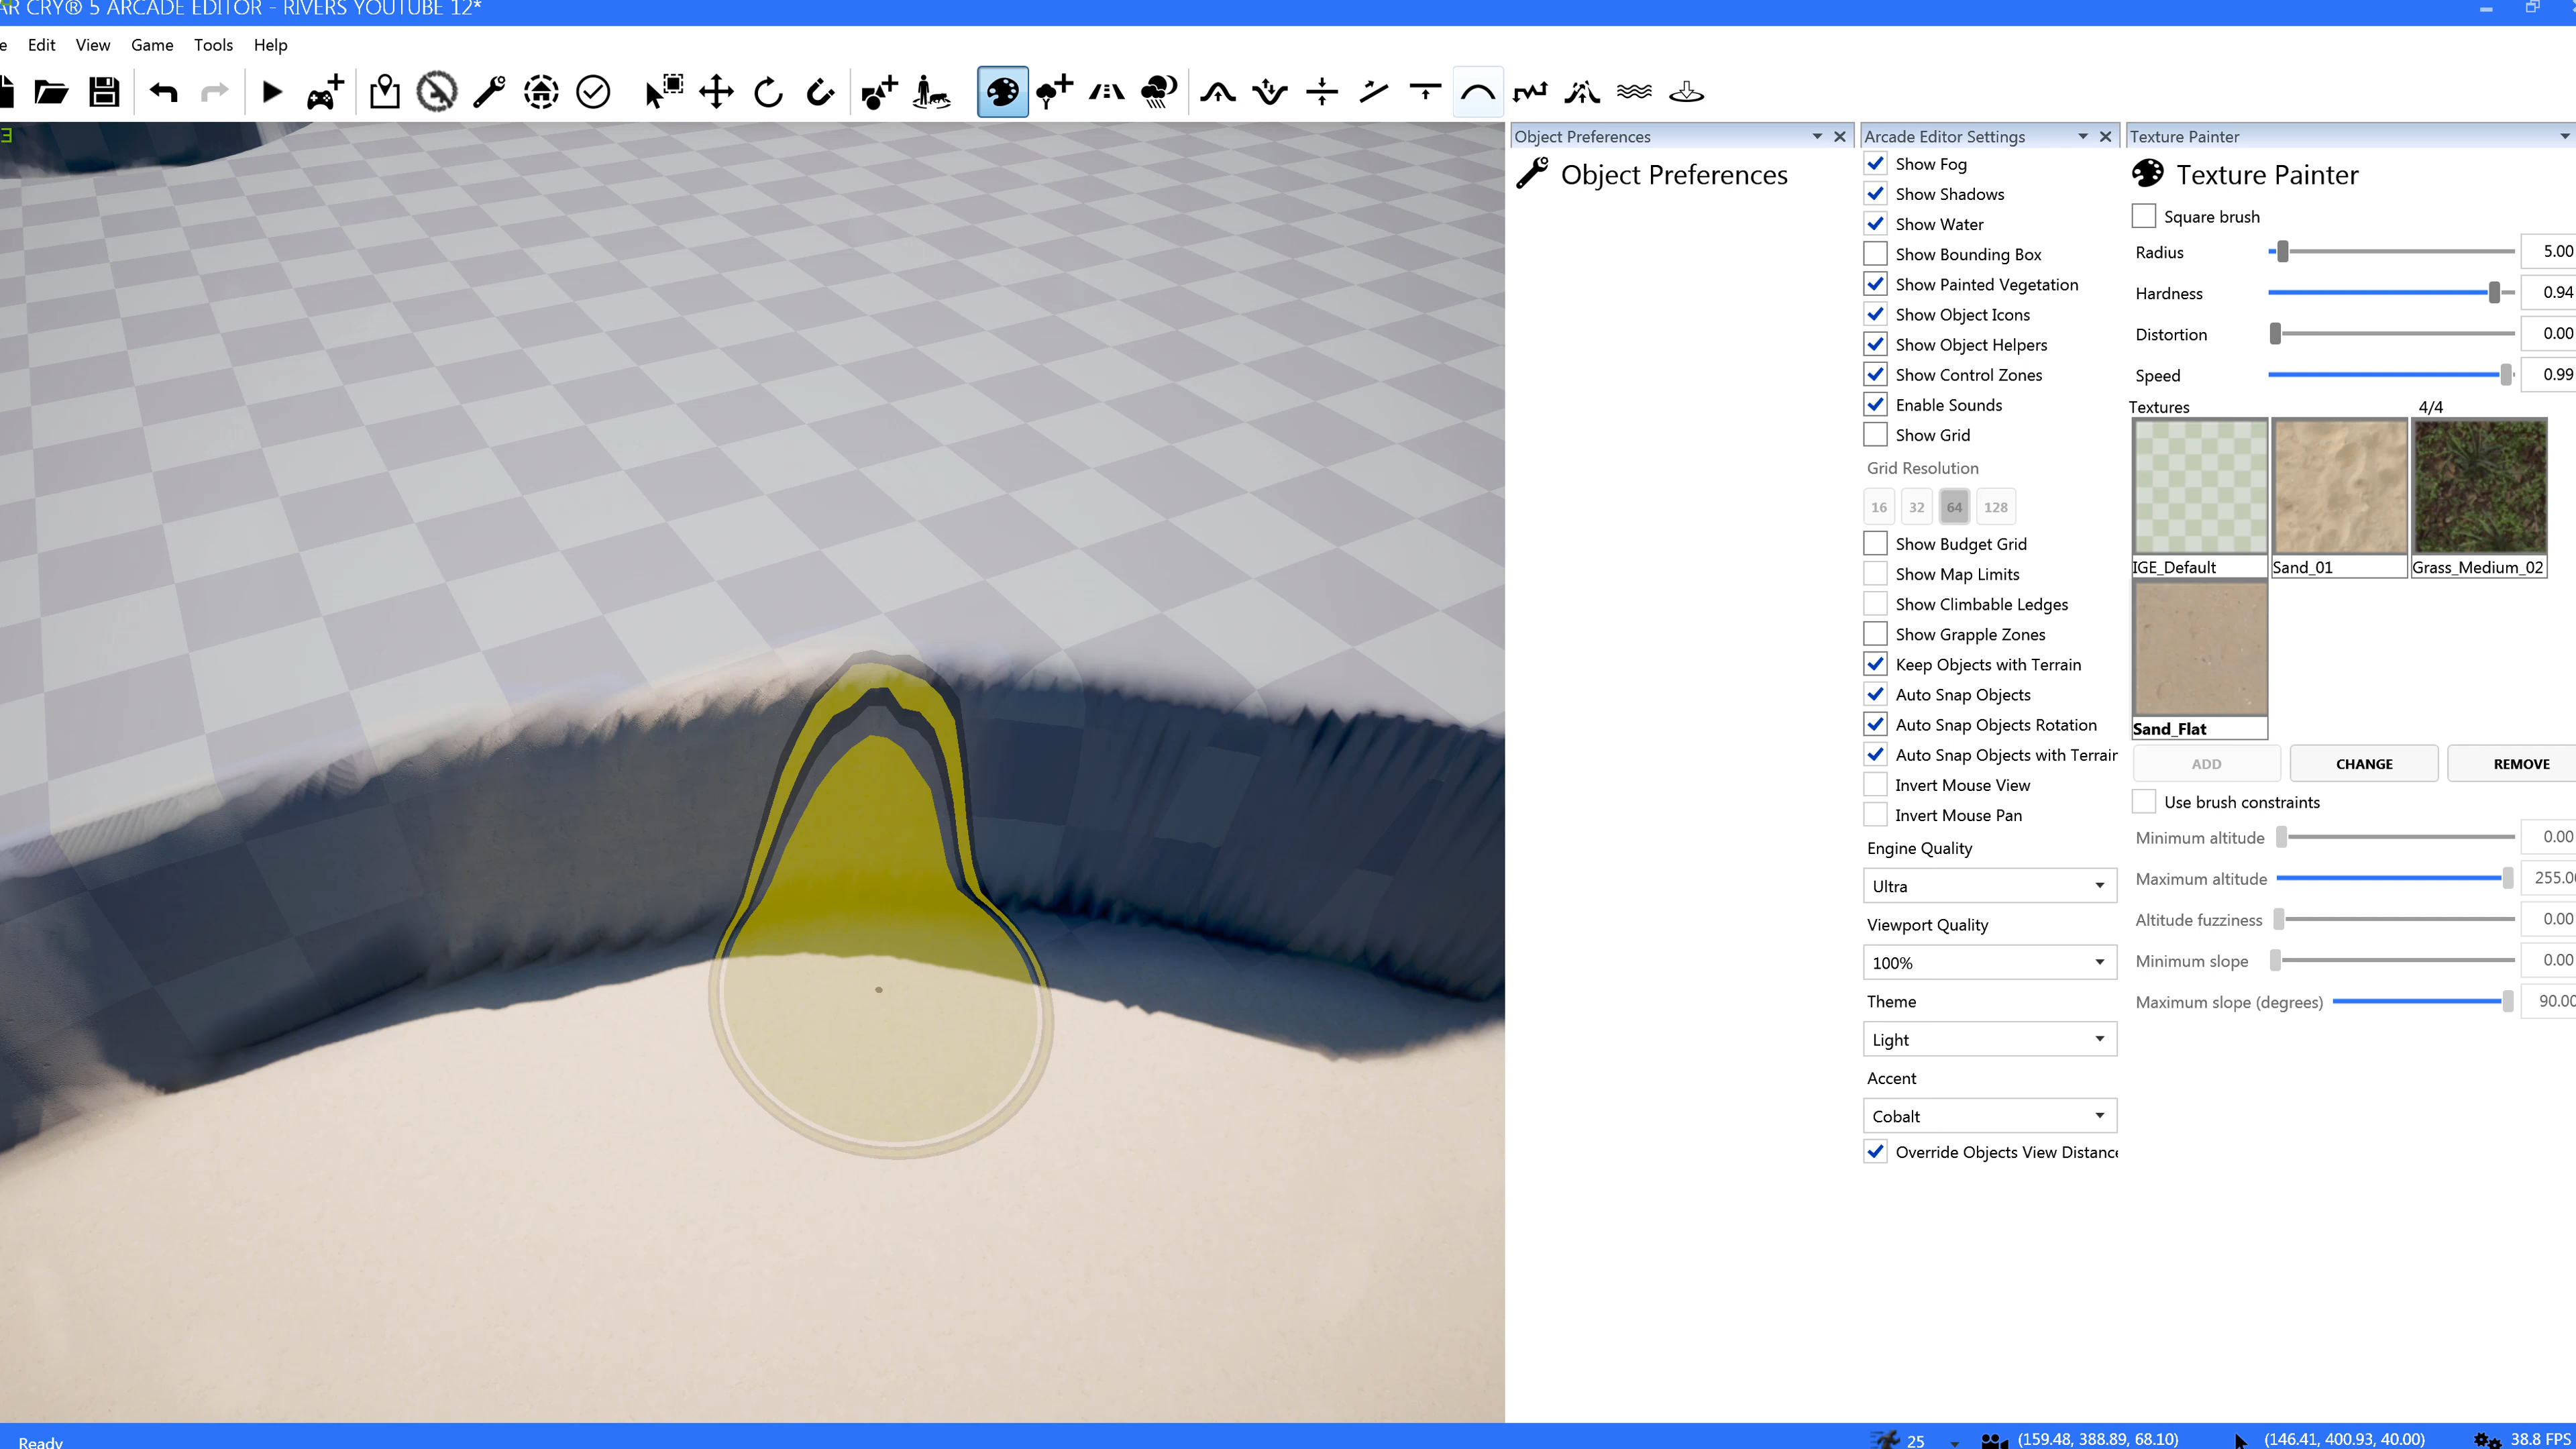 AR CRY® 5 ARCADE EDITOR - RIVERS YOUTUBE 12*
e Edit View Game Tools Help
3
Object Preferences
Object Preferences
Arcade Editor Settings
Show Fog
Show Shadows
Show Water
Show Bounding Box
Show Painted Vegetation
Show Object Icons
Show Object Helpers
Show Control Zones
Enable Sounds
Show Grid
Grid Resolution
16 32 64 128
Show Budget Grid
Show Map Limits
Show Climbable Ledges
Show Grapple Zones
Keep Objects with Terrain
Auto Snap Objects
Auto Snap Objects Rotation
Auto Snap Objects with Terrain
Invert Mouse View
Invert Mouse Pan
Engine Quality
Ultra
Viewport Quality
100%
Theme
Light
Accent
Cobalt
Override Objects View Distance
Texture Painter
Texture Painter
Square brush
Radius 5.00
Hardness 0.94
Distortion 0.00
Speed 0.99
Textures 4/4
IGE_Default Sand_01 Grass_Medium_02
Sand_Flat
ADD CHANGE REMOVE
Use brush constraints
Minimum altitude 0.00
Maximum altitude 255.00
Altitude fuzziness 0.00
Minimum slope 0.00
Maximum slope (degrees) 90.00
Ready 25 (159.48, 388.89, 68.10) (146.41, 400.93, 40.00) 38.8 FPS